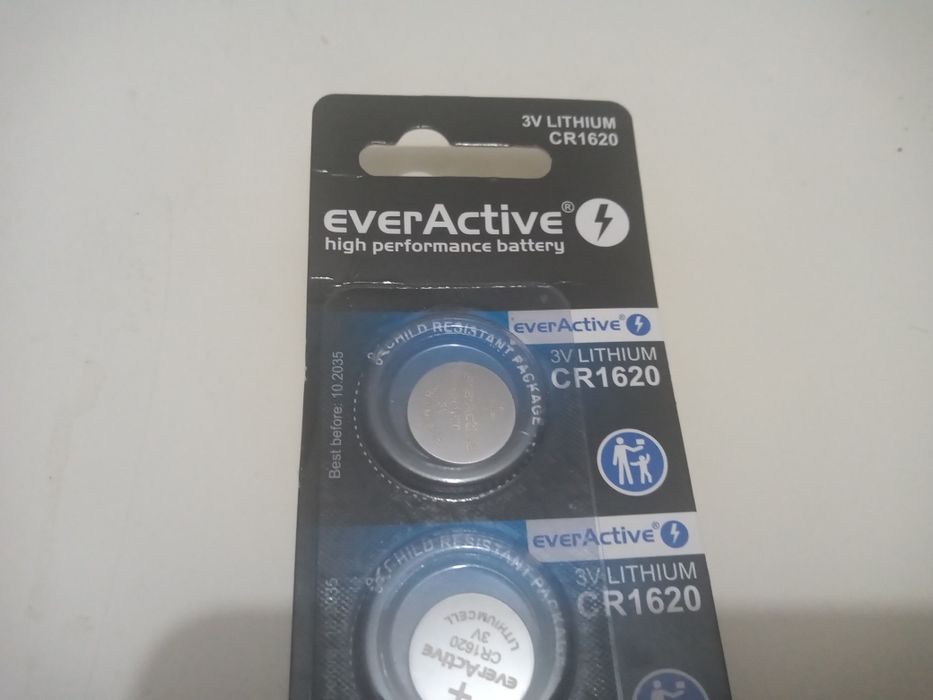 3V LITHIUM
CR1620
everActive®
high performance battery
everActive®
CHILD RESISTANT PACKAGE
3V LITHIUM
CR1620
Best before: 10.2035
everActive®
CHILD RESISTANT PACKAGE
3V LITHIUM
CR1620
2035
LITHIUM CELL
3V
CR1620
everActive
+